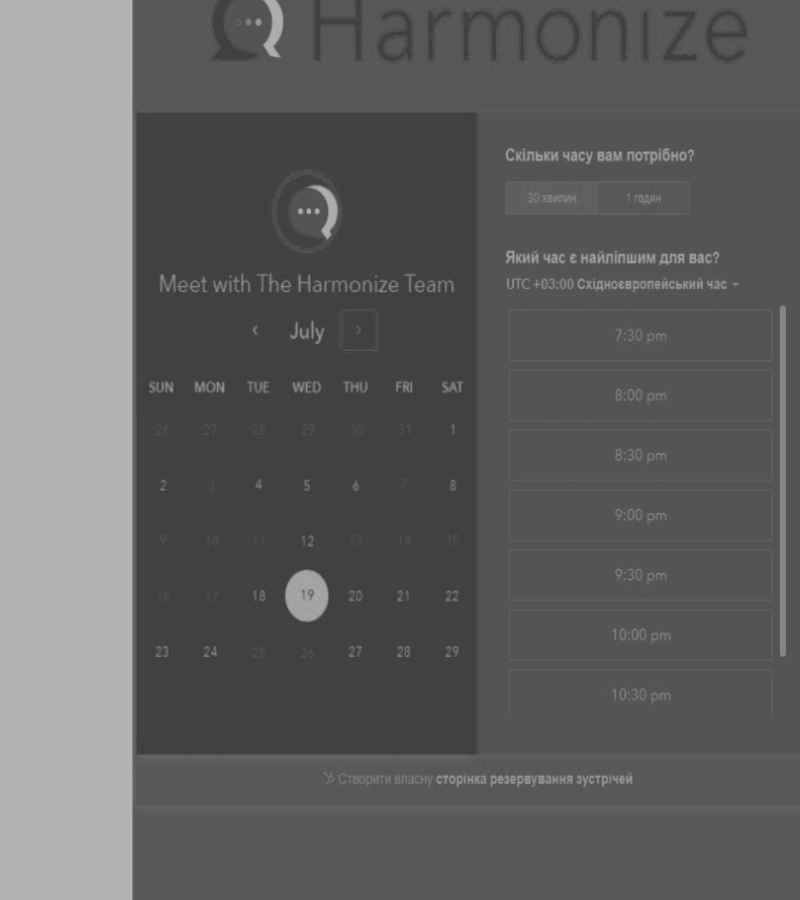 Harmonize
Meet with The Harmonize Team
‹ July ›
SUN MON TUE WED THU FRI SAT
26 27 28 29 30 31 1
2 3 4 5 6 7 8
9 10 11 12 13 14 15
16 17 18 19 20 21 22
23 24 25 26 27 28 29
Скільки часу вам потрібно?
30 хвилин 1 годин
Який час є найліпшим для вас?
UTC +03:00 Східноєвропейський час
7:30 pm
8:00 pm
8:30 pm
9:00 pm
9:30 pm
10:00 pm
10:30 pm
Створити власну сторінка резервування зустрічей